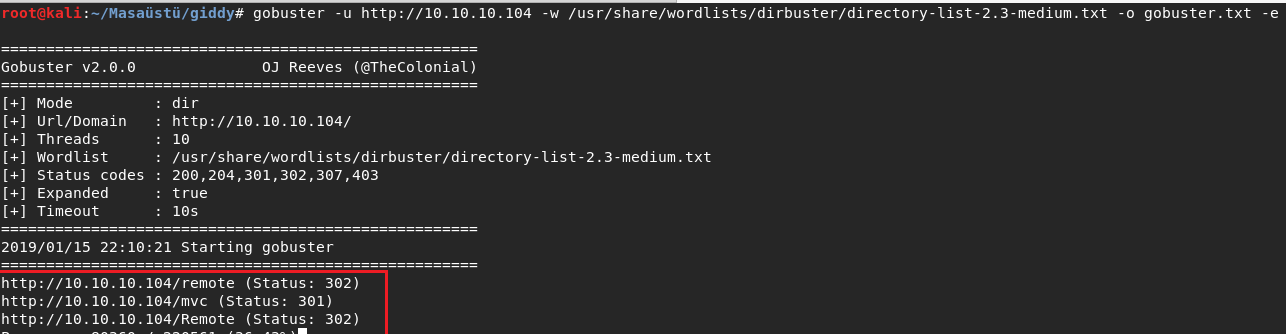 root@kali:~/Masaüstü/giddy# gobuster -u http://10.10.10.104 -w /usr/share/wordlists/dirbuster/directory-list-2.3-medium.txt -o gobuster.txt -e
=====================================================
Gobuster v2.0.0              OJ Reeves (@TheColonial)
=====================================================
[+] Mode         : dir
[+] Url/Domain   : http://10.10.10.104/
[+] Threads      : 10
[+] Wordlist     : /usr/share/wordlists/dirbuster/directory-list-2.3-medium.txt
[+] Status codes : 200,204,301,302,307,403
[+] Expanded     : true
[+] Timeout      : 10s
=====================================================
2019/01/15 22:10:21 Starting gobuster
=====================================================
http://10.10.10.104/remote (Status: 302)
http://10.10.10.104/mvc (Status: 301)
http://10.10.10.104/Remote (Status: 302)